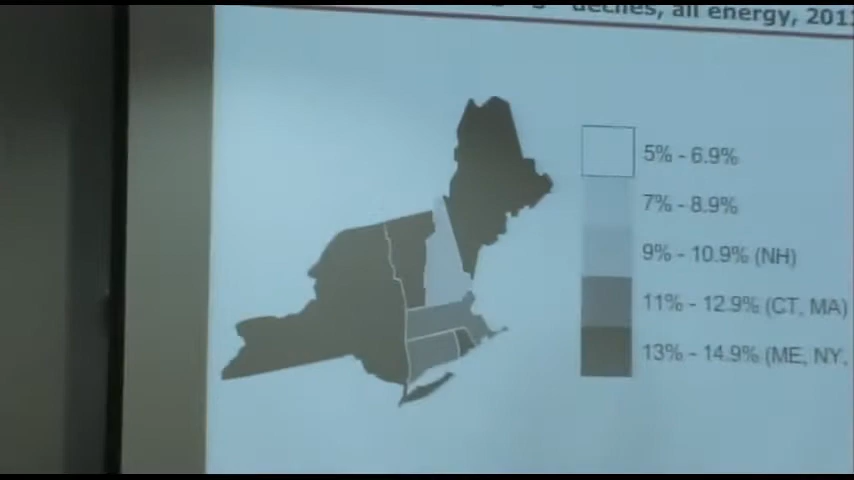 declines, all energy, 201
5% - 6.9%
7% - 8.9%
9% - 10.9% (NH)
11% - 12.9% (CT, MA)
13% - 14.9% (ME, NY,